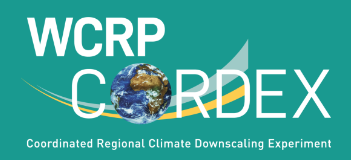 WCRP
CORDEX
Coordinated Regional Climate Downscaling Experiment